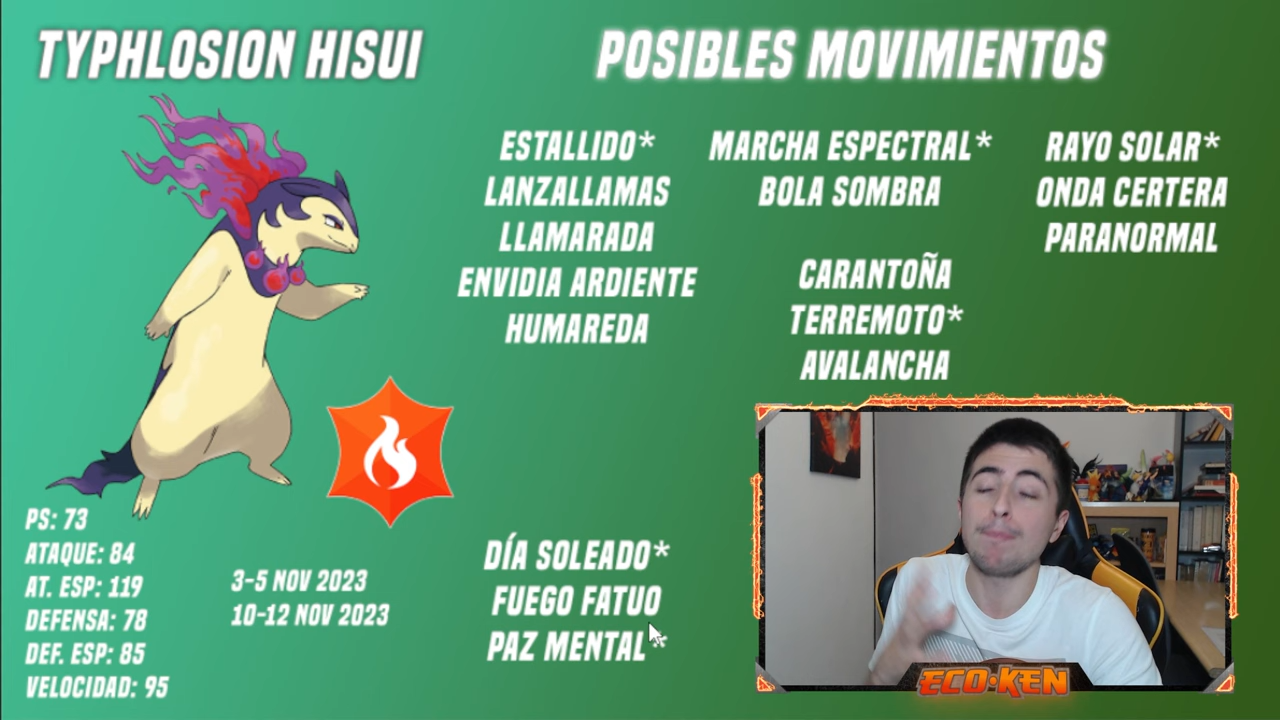 TYPHLOSION HISUI
POSIBLES MOVIMIENTOS
ESTALLIDO*
LANZALLAMAS
LLAMARADA
ENVIDIA ARDIENTE
HUMAREDA
MARCHA ESPECTRAL*
BOLA SOMBRA
RAYO SOLAR*
ONDA CERTERA
PARANORMAL
CARANTOÑA
TERREMOTO*
AVALANCHA
PS: 73
ATAQUE: 84
AT. ESP: 119
DEFENSA: 78
DEF. ESP: 85
VELOCIDAD: 95
3-5 NOV 2023
10-12 NOV 2023
DÍA SOLEADO*
FUEGO FATUO
PAZ MENTAL*
ECO·KEN